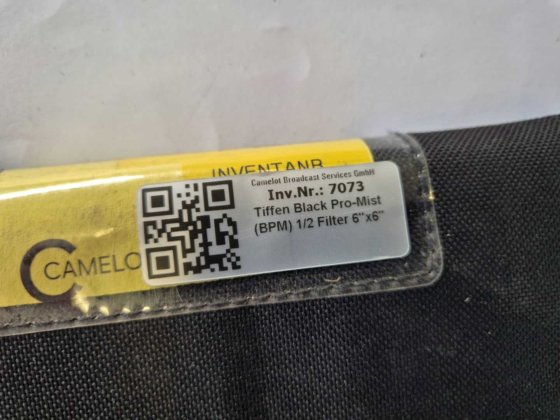 INVENTANR
Camelot Broadcast Services GmbH
Inv.Nr.: 7073
Tiffen Black Pro-Mist
(BPM) 1/2 Filter 6"x6"
CAMELO